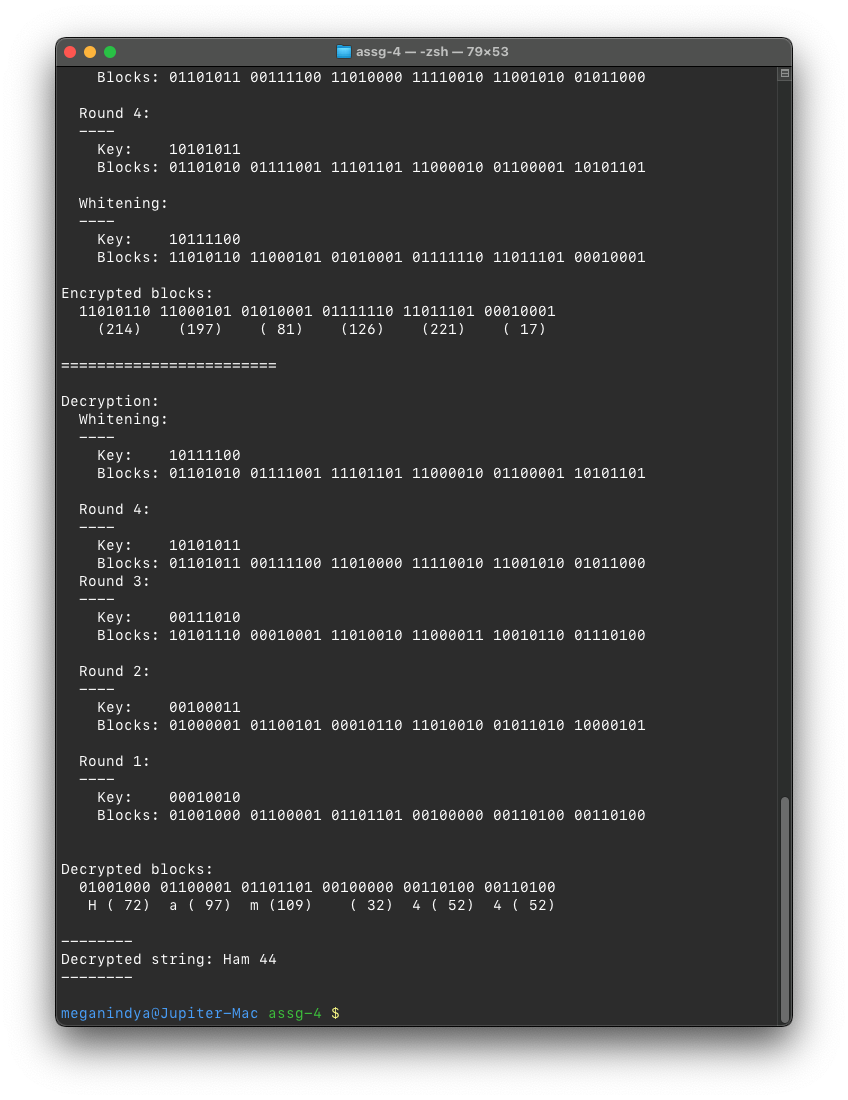 assg-4 — -zsh — 79×53
Blocks: 01101011 00111100 11010000 11110010 11001010 01011000
Round 4:
----
Key: 10101011
Blocks: 01101010 01111001 11101101 11000010 01100001 10101101
Whitening:
----
Key: 10111100
Blocks: 11010110 11000101 01010001 01111110 11011101 00010001
Encrypted blocks:
11010110 11000101 01010001 01111110 11011101 00010001
(214) (197) ( 81) (126) (221) ( 17)
========================
Decryption:
Whitening:
----
Key: 10111100
Blocks: 01101010 01111001 11101101 11000010 01100001 10101101
Round 4:
----
Key: 10101011
Blocks: 01101011 00111100 11010000 11110010 11001010 01011000
Round 3:
----
Key: 00111010
Blocks: 10101110 00010001 11010010 11000011 10010110 01110100
Round 2:
----
Key: 00100011
Blocks: 01000001 01100101 00010110 11010010 01011010 10000101
Round 1:
----
Key: 00010010
Blocks: 01001000 01100001 01101101 00100000 00110100 00110100
Decrypted blocks:
01001000 01100001 01101101 00100000 00110100 00110100
H ( 72) a ( 97) m (109) ( 32) 4 ( 52) 4 ( 52)
--------
Decrypted string: Ham 44
--------
meganindya@Jupiter-Mac assg-4 $